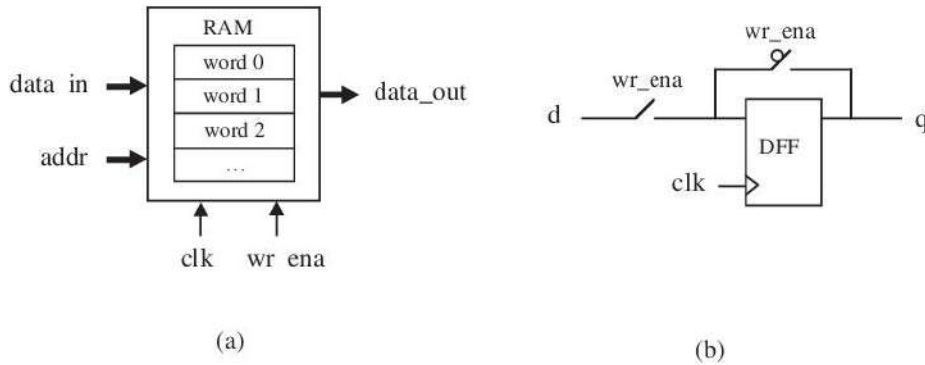 RAM
word 0
word 1
word 2
...
data in
addr
data_out
clk
wr ena
(a)
wr_ena
wr_ena
d
q
DFF
clk
(b)